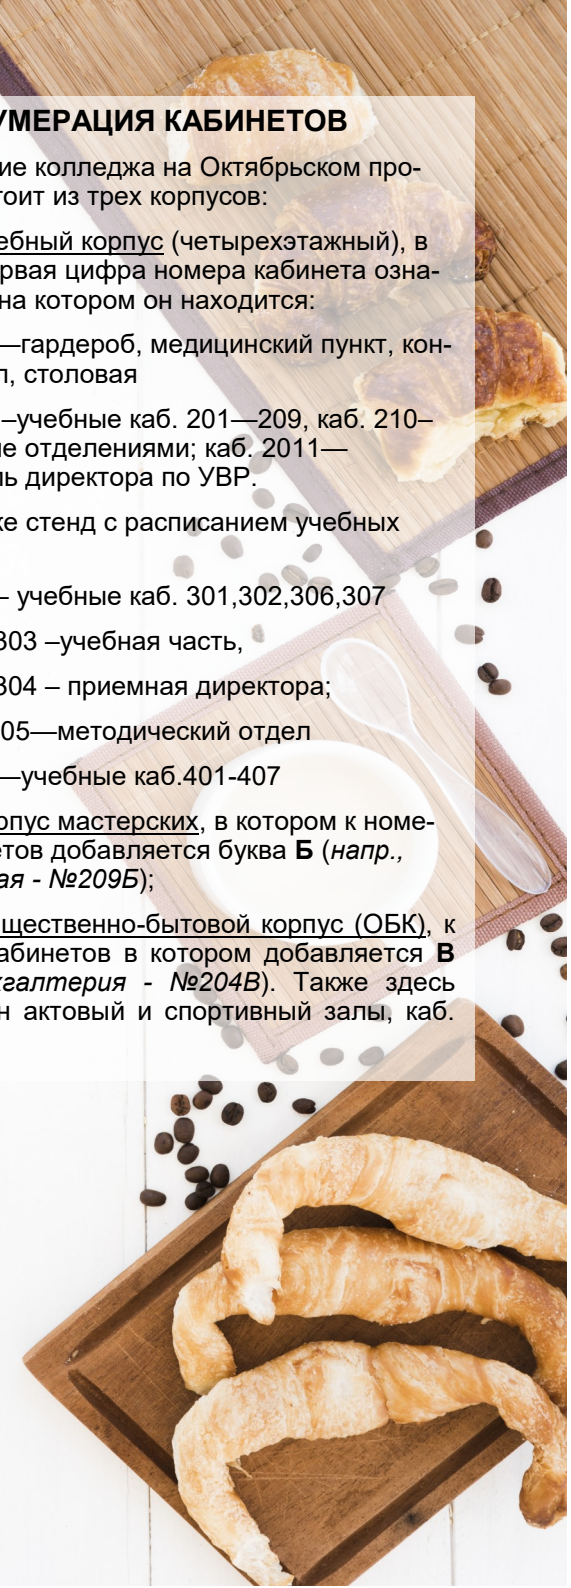 УМЕРАЦИЯ КАБИНЕТОВ
ие колледжа на Октябрьском про-
тоит из трех корпусов:
ебный корпус (четырехэтажный), в
рвая цифра номера кабинета озна-
на котором он находится:
—гардероб, медицинский пункт, кон-
л, столовая
–учебные каб. 201—209, каб. 210–
ие отделениями; каб. 2011—
ль директора по УВР.
же стенд с расписанием учебных
– учебные каб. 301,302,306,307
303 –учебная часть,
304 – приемная директора;
05—методический отдел
—учебные каб.401-407
рпус мастерских, в котором к номе-
етов добавляется буква Б (напр.,
ая - №209Б);
щественно-бытовой корпус (ОБК), к
абинетов в котором добавляется В
хгалтерия - №204В). Также здесь
н актовый и спортивный залы, каб.